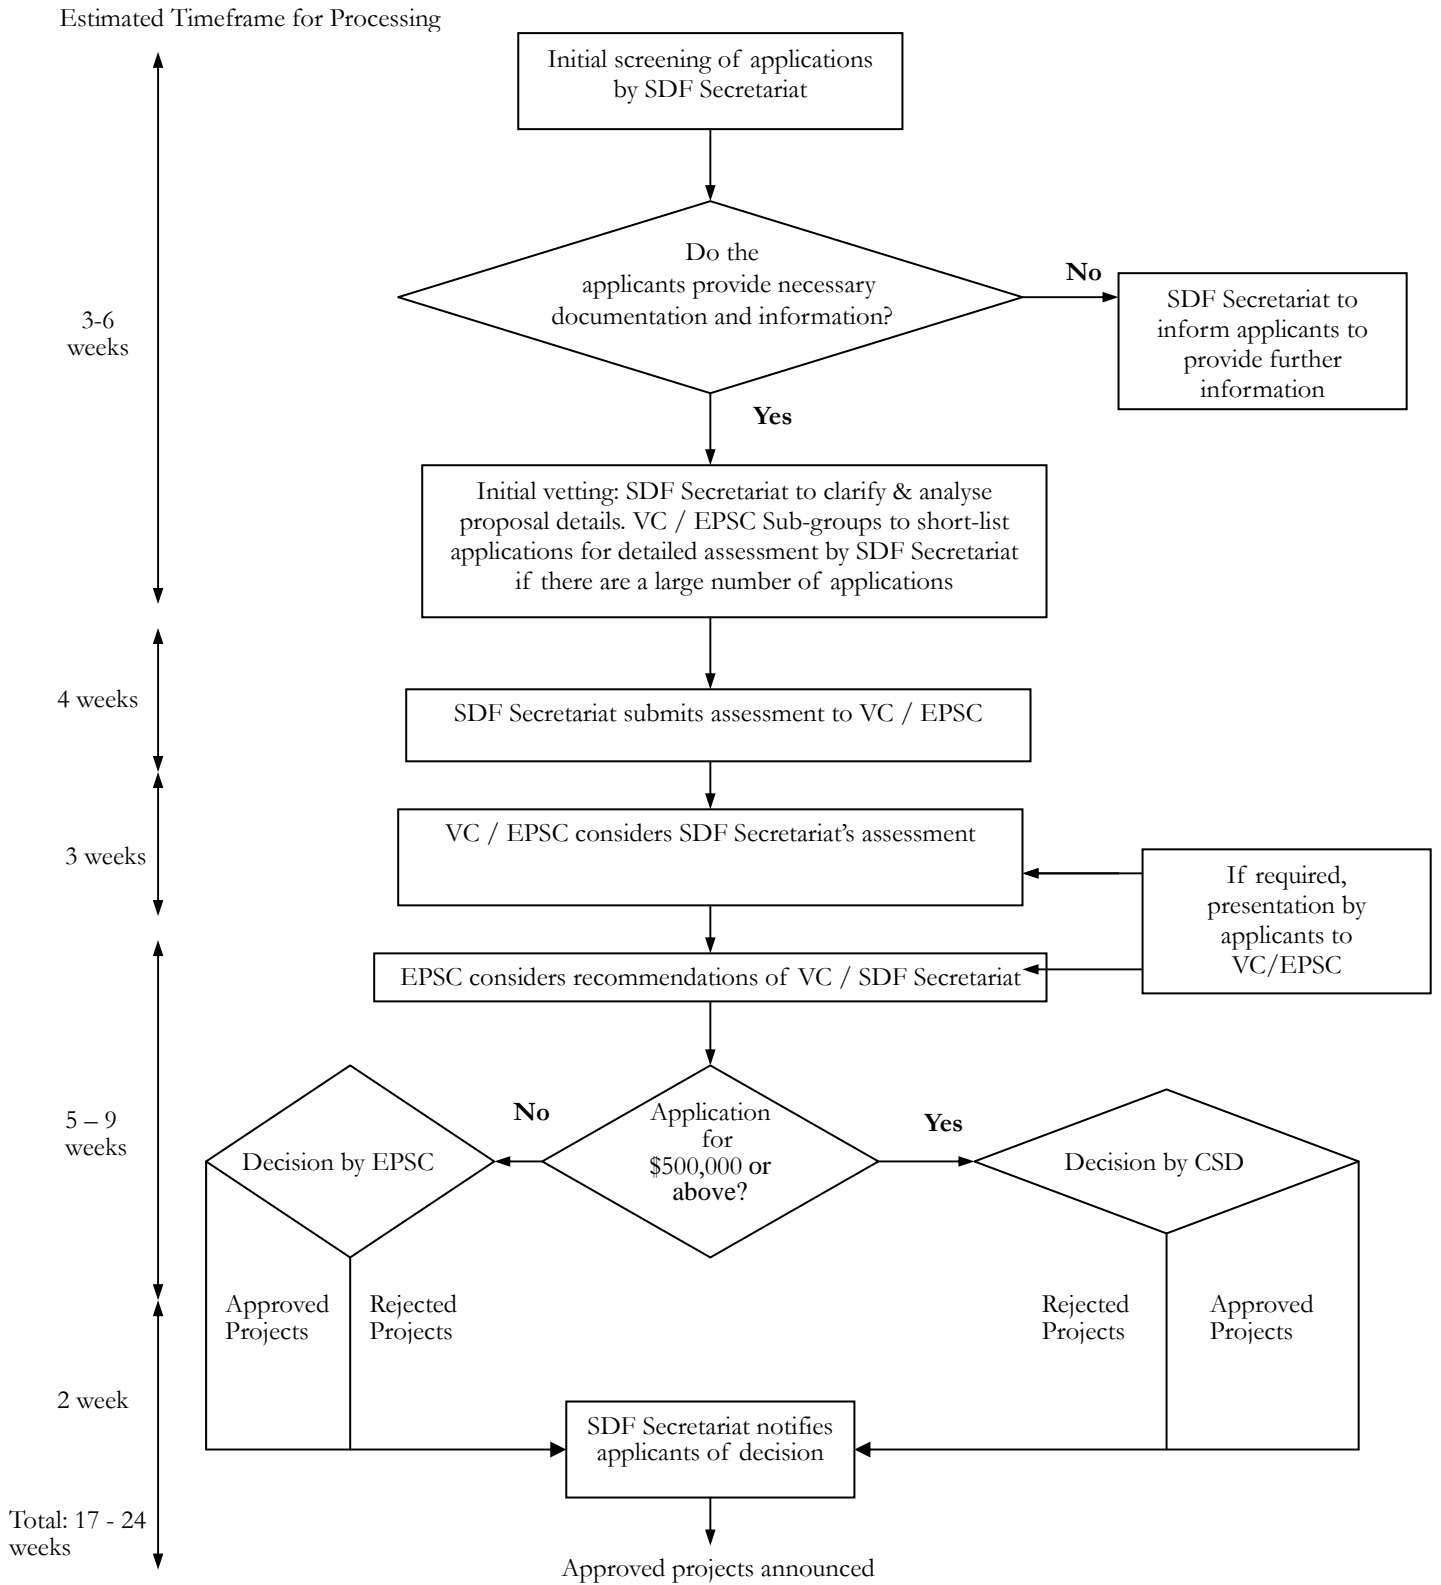 Estimated Timeframe for Processing
Initial screening of applications
by SDF Secretariat
Do the
applicants provide necessary
documentation and information?
No
SDF Secretariat to
inform applicants to
provide further
information
3-6
weeks
Yes
Initial vetting: SDF Secretariat to clarify & analyse
proposal details. VC / EPSC Sub-groups to short-list
applications for detailed assessment by SDF Secretariat
if there are a large number of applications
4 weeks
SDF Secretariat submits assessment to VC / EPSC
3 weeks
VC / EPSC considers SDF Secretariat’s assessment
If required,
presentation by
applicants to
VC/EPSC
EPSC considers recommendations of VC / SDF Secretariat
5 – 9
weeks
Decision by EPSC
No
Application
for
$500,000 or
above?
Yes
Decision by CSD
Approved
Projects
Rejected
Projects
Rejected
Projects
Approved
Projects
2 week
SDF Secretariat notifies
applicants of decision
Total: 17 - 24
weeks
Approved projects announced